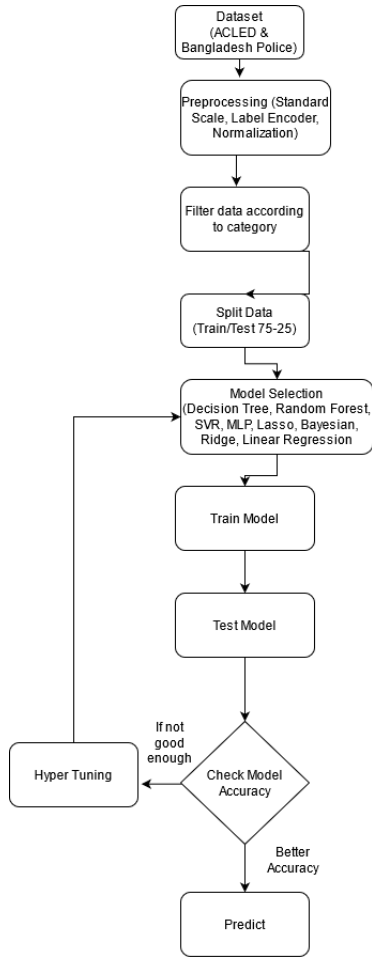 Dataset
(ACLED &
Bangladesh Police)
Preprocessing (Standard
Scale, Label Encoder,
Normalization)
Filter data according
to category
Split Data
(Train/Test 75-25)
Model Selection
(Decision Tree, Random Forest,
SVR, MLP, Lasso, Bayesian,
Ridge, Linear Regression
Train Model
Test Model
If not
good
enough
Hyper Tuning
Check Model
Accuracy
Better
Accuracy
Predict